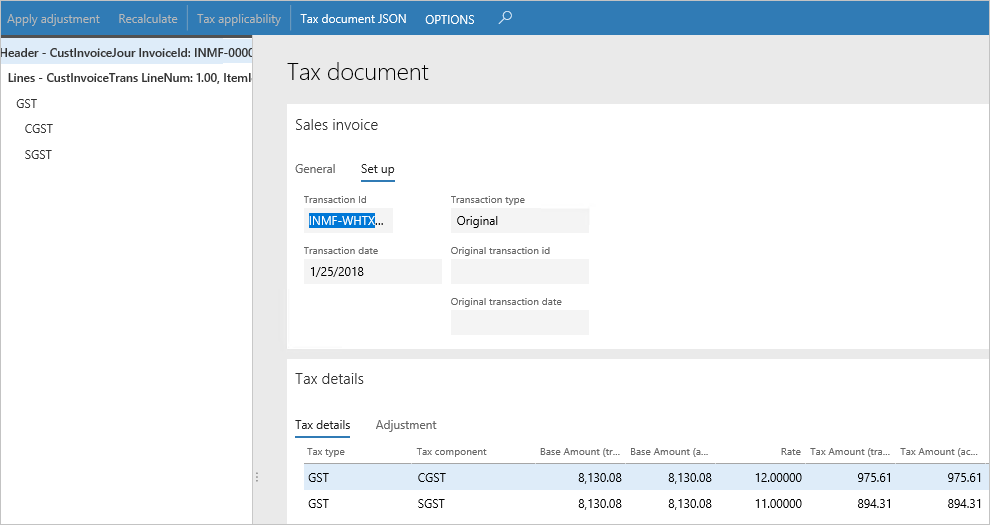 Apply adjustment Recalculate Tax applicability Tax document JSON OPTIONS
Header - CustInvoiceJour InvoiceId: INMF-0000
Lines - CustInvoiceTrans LineNum: 1.00, ItemI
GST
CGST
SGST
Tax document
Sales invoice
General Set up
Transaction Id Transaction type
INMF-WHTX... Original
Transaction date Original transaction id
1/25/2018
Original transaction date
Tax details
Tax details Adjustment
Tax type Tax component Base Amount (tr... Base Amount (a... Rate Tax Amount (tra... Tax Amount (ac...
GST CGST 8,130.08 8,130.08 12.00000 975.61 975.61
GST SGST 8,130.08 8,130.08 11.00000 894.31 894.31